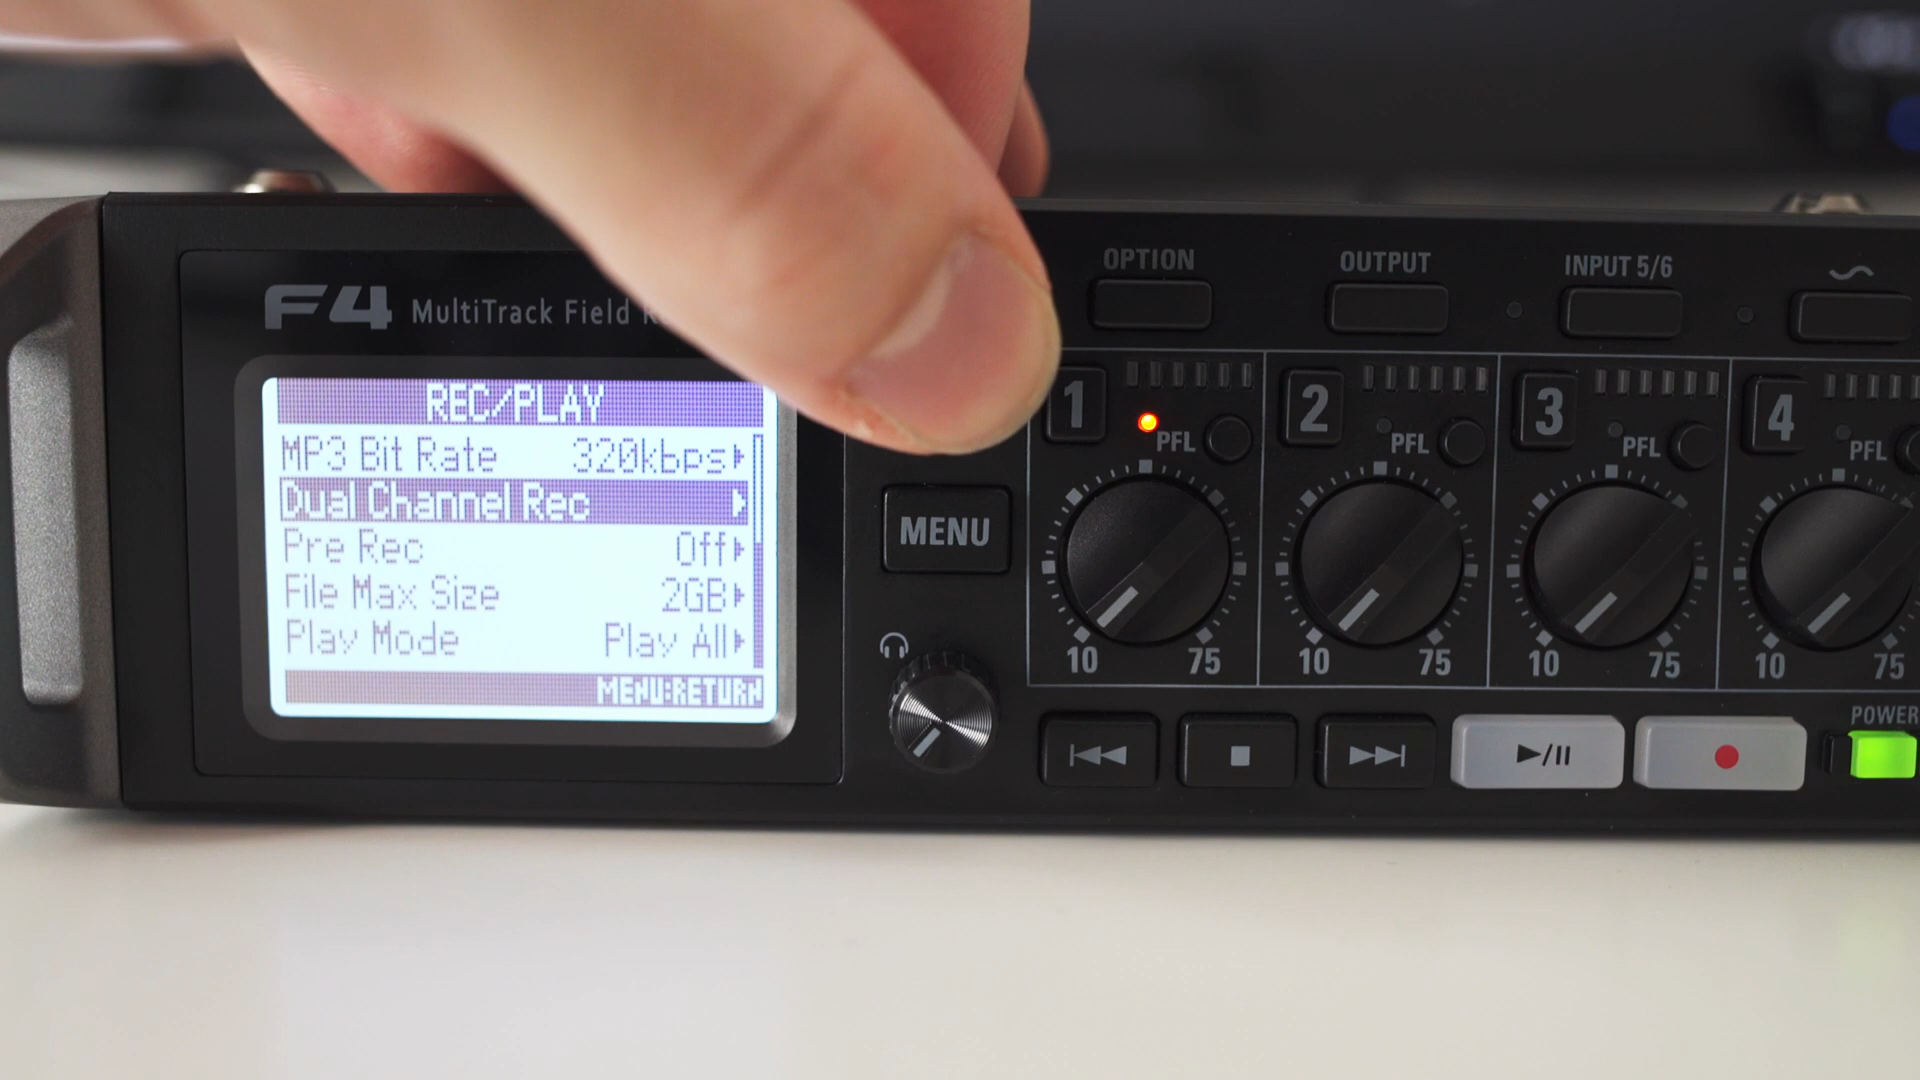 F4 MultiTrack Field
REC/PLAY
MP3 Bit Rate 320kbps
Dual Channel Rec
Pre Rec Off
File Max Size 2GB
Play Mode Play All
MENU:RETURN
MENU
OPTION OUTPUT INPUT 5/6
1 2 3 4
PFL PFL PFL PFL
10 75 10 75 10 75 10 75
POWER